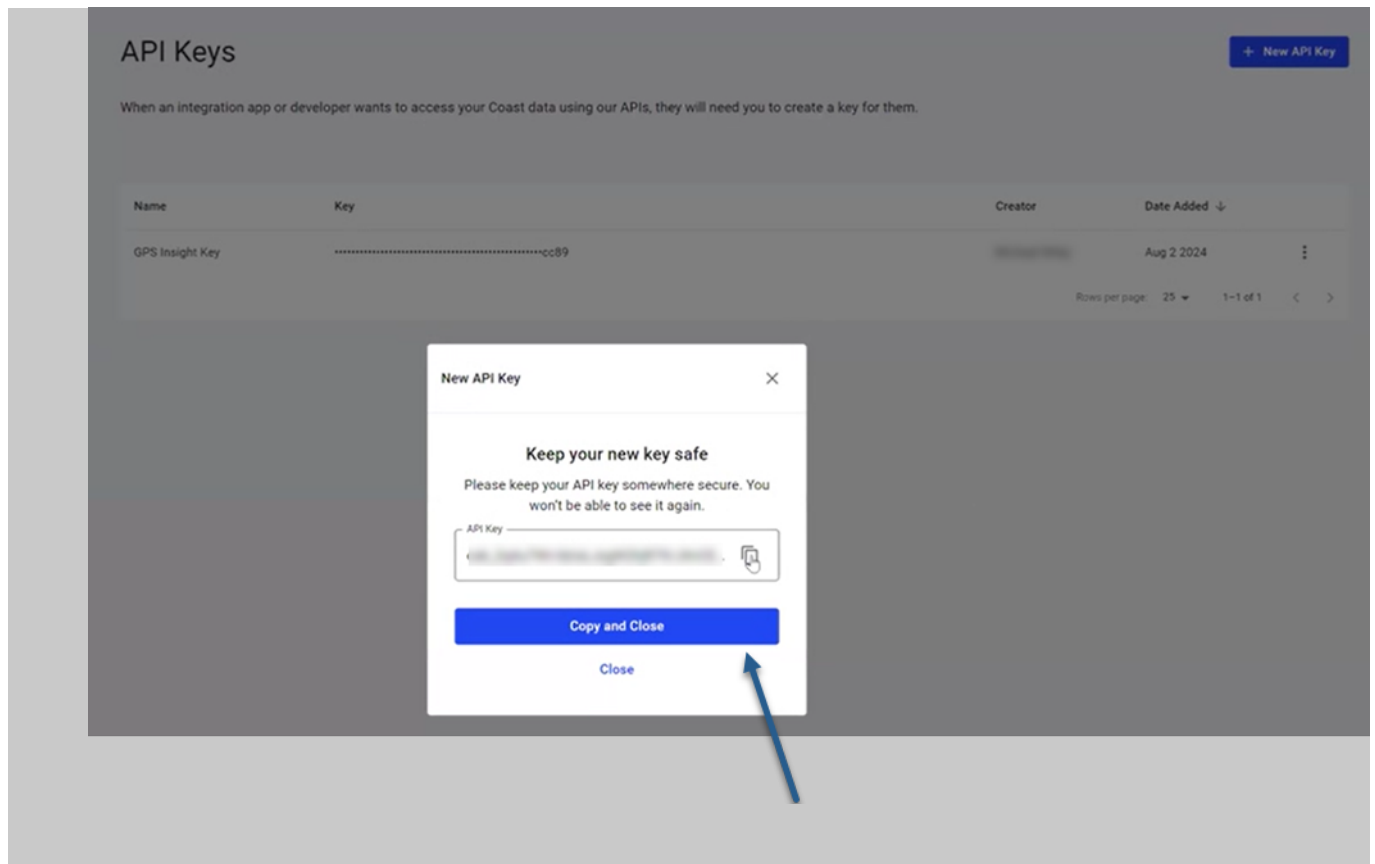 API Keys
+ New API Key
When an integration app or developer wants to access your Coast data using our APIs, they will need you to create a key for them.
Name Key Creator Date Added ↓
GPS Insight Key ••••••••••••••••••••••••••••••••••••••••••••••••••cc89 Aug 2 2024
Rows per page: 25 1–1 of 1
New API Key
Keep your new key safe
Please keep your API key somewhere secure. You
won't be able to see it again.
API Key
Copy and Close
Close